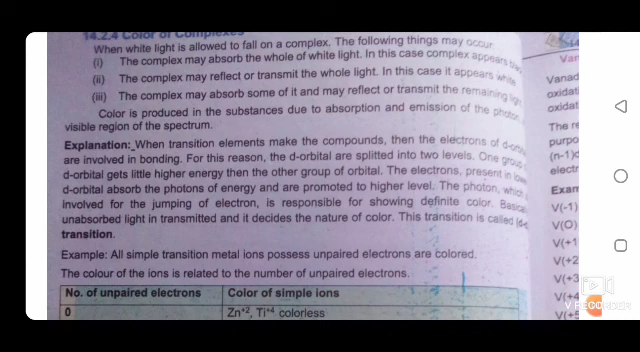 14.2.4 Color of Complexes
When white light is allowed to fall on a complex. The following things may occur.
(i) The complex may absorb the whole of white light. In this case complex appears
(ii) The complex may reflect or transmit the whole light. In this case it appears white
(iii) The complex may absorb some of it and may reflect or transmit the remaining light
Color is produced in the substances due to absorption and emission of the photon,
visible region of the spectrum.
Explanation: When transition elements make the compounds, then the electrons of
are involved in bonding. For this reason, the d-orbital are splitted into two levels. One group
d-orbital gets little higher energy then the other group of orbital. The electrons, present in
d-orbital absorb the photons of energy and are promoted to higher level. The photon, which
involved for the jumping of electron, is responsible for showing definite color.
unabsorbed light in transmitted and it decides the nature of color. This transition is called
transition.
Example: All simple transition metal ions possess unpaired electrons are colored.
The colour of the ions is related to the number of unpaired electrons.
No. of unpaired electrons Color of simple ions
0 Zn+2, Ti+4 colorless
14
Van
Vanad
oxidati
oxidat
The re
purpo
(n-1)d
electr
Exam
V(-1)
V(O)
V(+1
V(+2
V(+3
V(+4
V(+5
V RECORDER